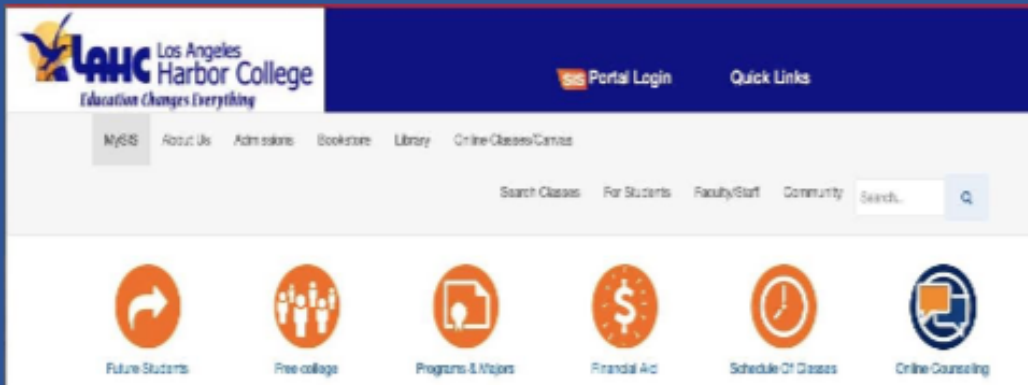 LAHC Los Angeles
Harbor College
Education Changes Everything
SIS Portal Login Quick Links
MySIS About Us Admissions Bookstore Library Online Classes/Canvas
Search Classes For Students Faculty/Staff Community Search..
Future Students Free college Programs & Majors Financial Aid Schedule Of Classes Online Counseling